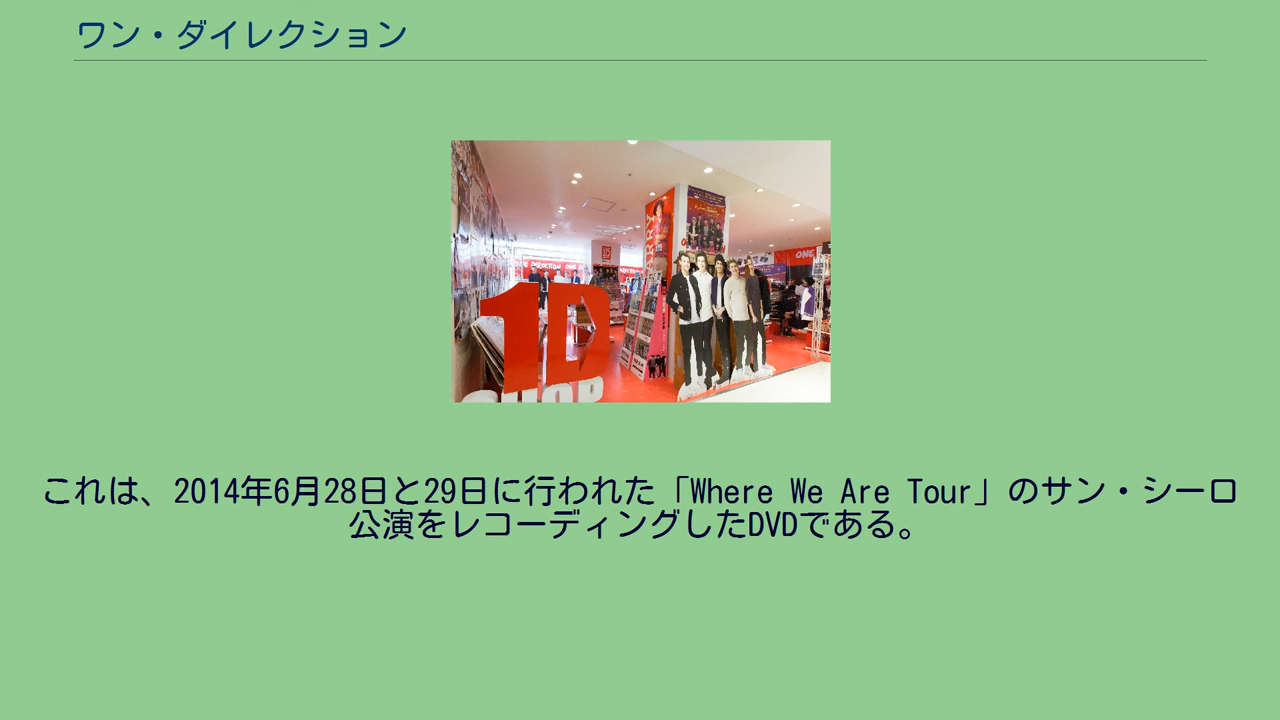 ワン・ダイレクション
1D
ONE
これは、2014年6月28日と29日に行われた「Where We Are Tour」のサン・シーロ
公演をレコーディングしたDVDである。